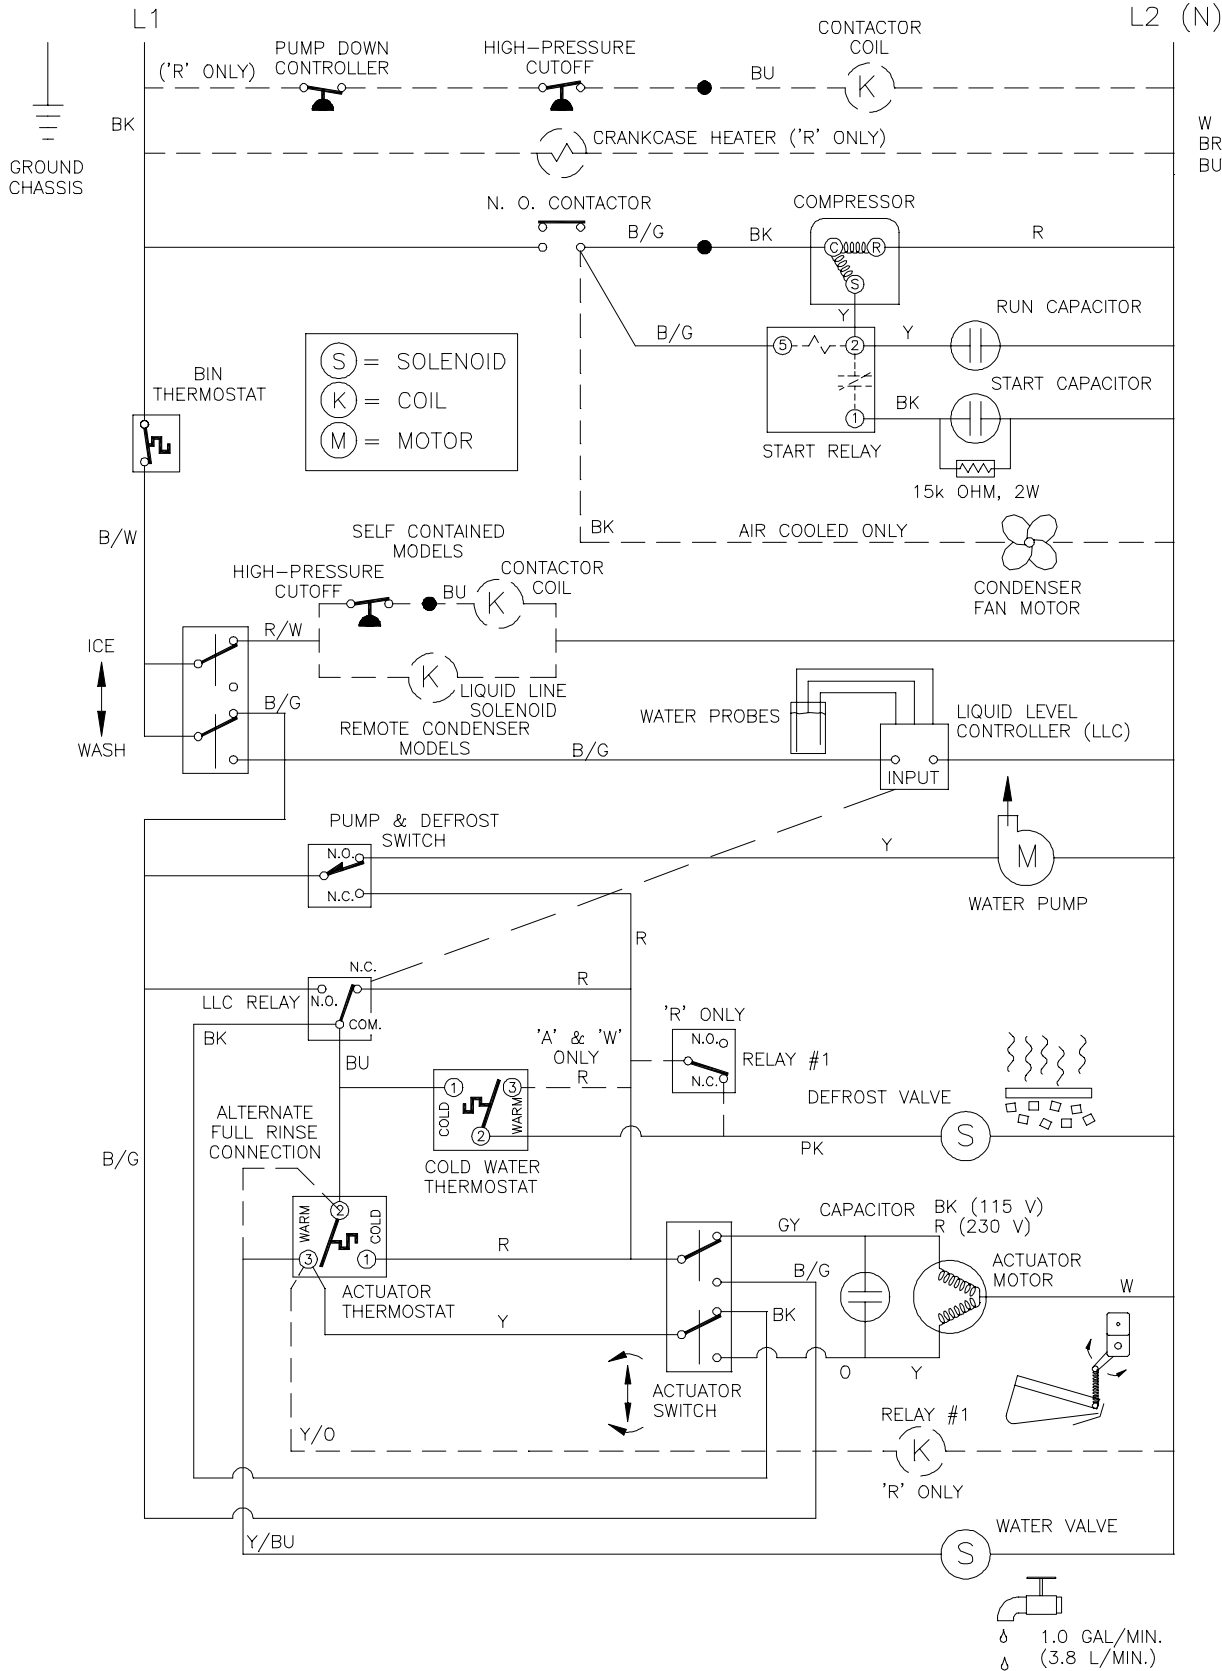 L1
L2 (N)
CONTACTOR
COIL
PUMP DOWN
CONTROLLER
HIGH-PRESSURE
CUTOFF
('R' ONLY)
BU
K
BK
W
BR
BU
GROUND
CHASSIS
CRANKCASE HEATER ('R' ONLY)
N. O. CONTACTOR
COMPRESSOR
B/G
BK
C
R
R
S
Y
RUN CAPACITOR
B/G
5
2
Y
S = SOLENOID
K = COIL
M = MOTOR
BIN
THERMOSTAT
START CAPACITOR
BK
1
START RELAY
15k OHM, 2W
BK
AIR COOLED ONLY
B/W
SELF CONTAINED
MODELS
HIGH-PRESSURE
CUTOFF
BU
K
CONTACTOR
COIL
CONDENSER
FAN MOTOR
R/W
ICE
K
LIQUID LINE
SOLENOID
B/G
REMOTE CONDENSER
MODELS
WATER PROBES
LIQUID LEVEL
CONTROLLER (LLC)
WASH
B/G
INPUT
PUMP & DEFROST
SWITCH
N.O.
N.C.
Y
M
WATER PUMP
R
N.C.
LLC RELAY
N.O.
R
COM.
BK
BU
'R' ONLY
N.O.
N.C.
RELAY #1
'A' & 'W'
ONLY
R
1
3
COLD
WARM
2
COLD WATER
THERMOSTAT
DEFROST VALVE
S
PK
ALTERNATE
FULL RINSE
CONNECTION
B/G
2
WARM
COLD
3
1
R
ACTUATOR
THERMOSTAT
Y
GY
CAPACITOR
BK (115 V)
R (230 V)
B/G
ACTUATOR
MOTOR
W
BK
O
Y
ACTUATOR
SWITCH
RELAY #1
Y/O
K
'R' ONLY
Y/BU
WATER VALVE
S
1.0 GAL/MIN.
(3.8 L/MIN.)